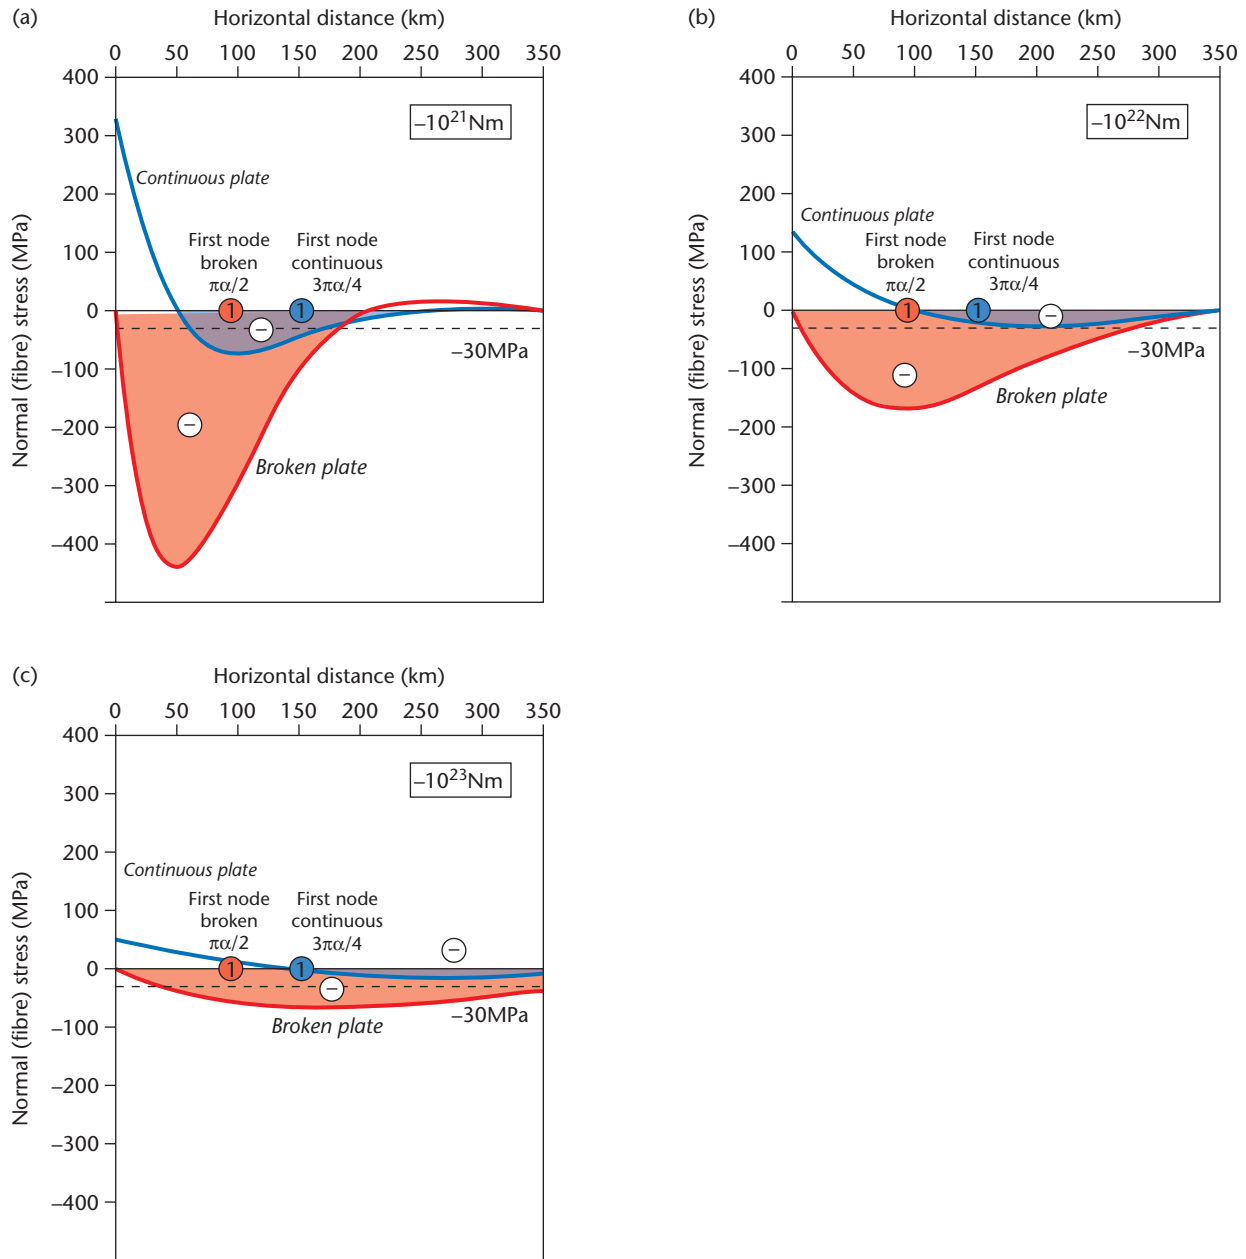 (a)
Horizontal distance (km)
0 50 100 150 200 250 300 350
Normal (fibre) stress (MPa)
400
300
200
100
0
–100
–200
–300
–400
–10²¹Nm
Continuous plate
First node
broken
πα/2
First node
continuous
3πα/4
1
1
–
–30MPa
–
Broken plate
(b)
Horizontal distance (km)
0 50 100 150 200 250 300 350
Normal (fibre) stress (MPa)
400
300
200
100
0
–100
–200
–300
–400
–10²²Nm
Continuous plate
First node
broken
πα/2
First node
continuous
3πα/4
1
1
–
–30MPa
–
Broken plate
(c)
Horizontal distance (km)
0 50 100 150 200 250 300 350
Normal (fibre) stress (MPa)
400
300
200
100
0
–100
–200
–300
–400
–10²³Nm
Continuous plate
First node
broken
πα/2
First node
continuous
3πα/4
–
1
1
–
–30MPa
Broken plate